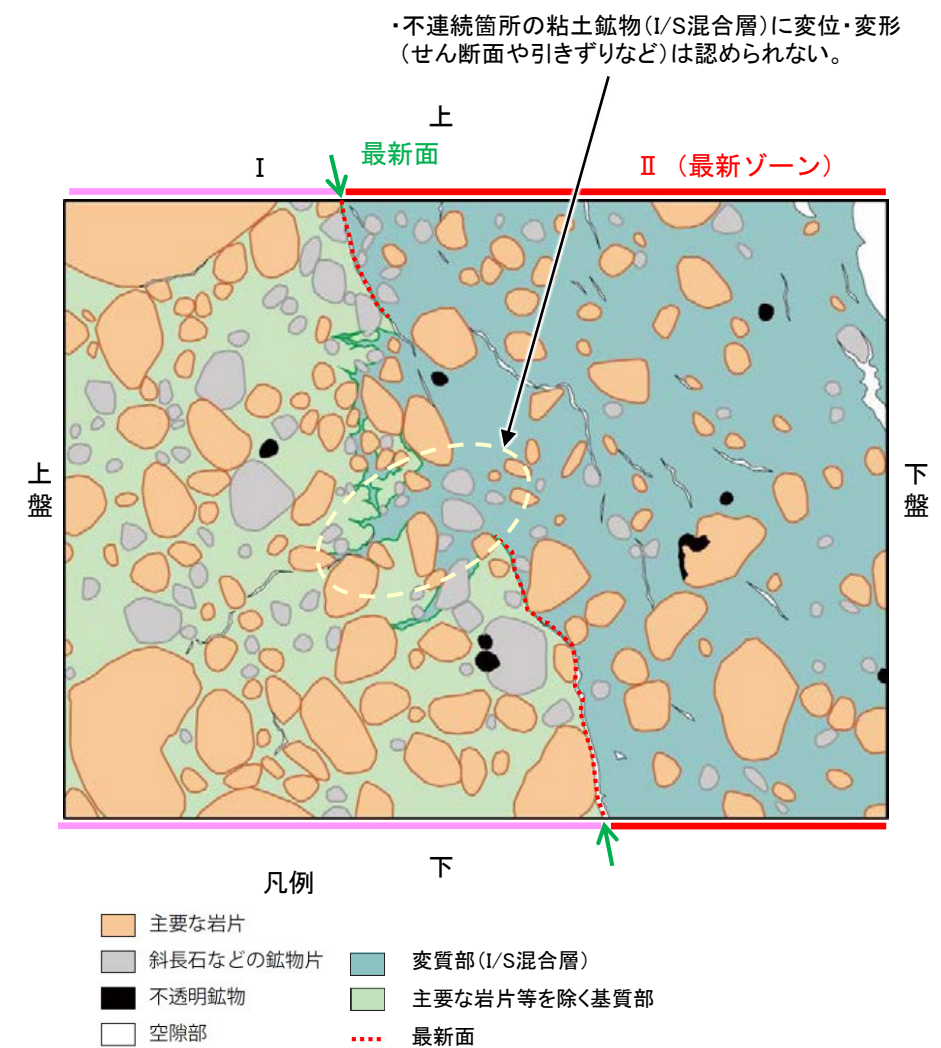 ・不連続箇所の粘土鉱物(I/S混合層)に変位・変形
(せん断面や引きずりなど)は認められない。
上
最新面
Ⅰ
Ⅱ (最新ゾーン)
上盤
下盤
下
凡例
主要な岩片
斜長石などの鉱物片
不透明鉱物
空隙部
変質部(I/S混合層)
主要な岩片等を除く基質部
最新面